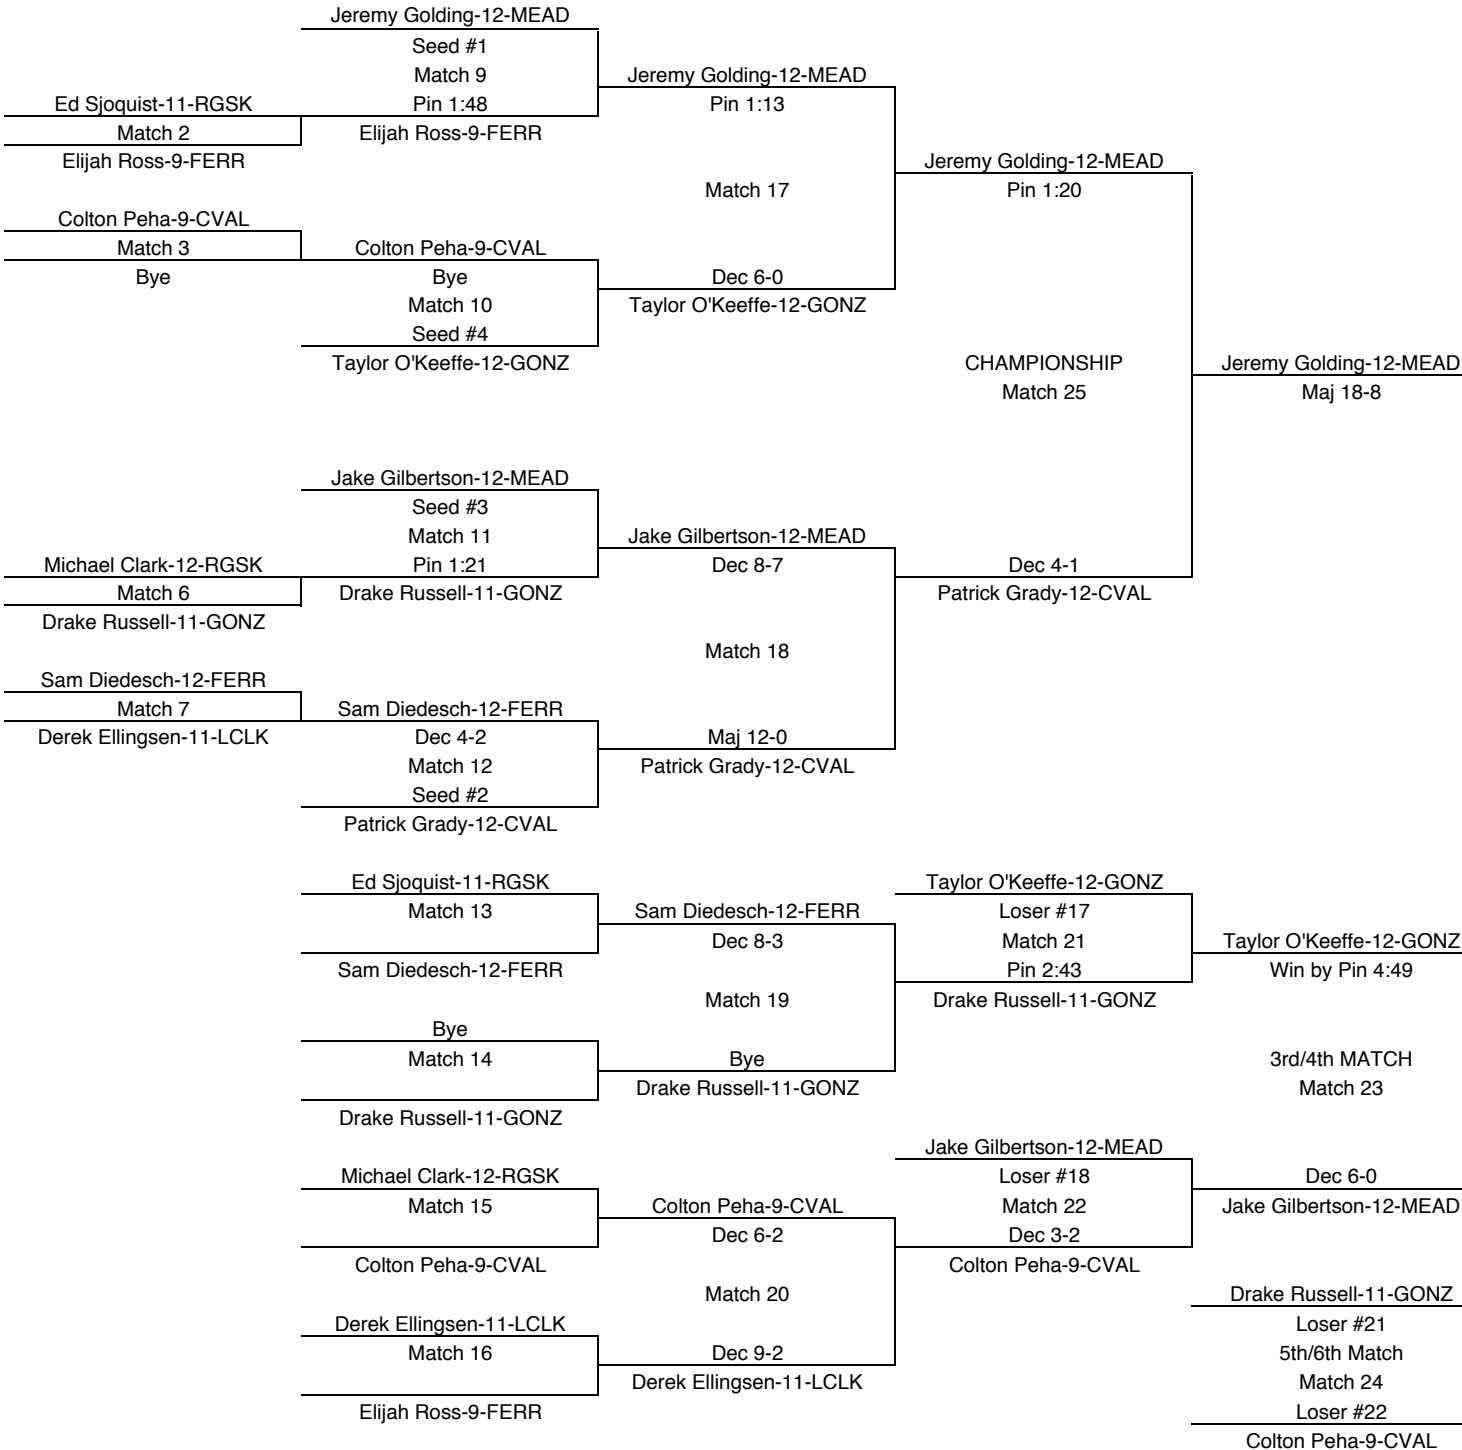 Jeremy Golding-12-MEAD
Seed #1
Match 9
Jeremy Golding-12-MEAD
Ed Sjoquist-11-RGSK
Pin 1:48
Pin 1:13
Match 2
Elijah Ross-9-FERR
Elijah Ross-9-FERR
Jeremy Golding-12-MEAD
Match 17
Pin 1:20
Colton Peha-9-CVAL
Match 3
Colton Peha-9-CVAL
Bye
Bye
Dec 6-0
Match 10
Taylor O'Keeffe-12-GONZ
Seed #4
Taylor O'Keeffe-12-GONZ
CHAMPIONSHIP
Jeremy Golding-12-MEAD
Match 25
Maj 18-8
Jake Gilbertson-12-MEAD
Seed #3
Match 11
Jake Gilbertson-12-MEAD
Michael Clark-12-RGSK
Pin 1:21
Dec 8-7
Dec 4-1
Match 6
Drake Russell-11-GONZ
Patrick Grady-12-CVAL
Drake Russell-11-GONZ
Match 18
Sam Diedesch-12-FERR
Match 7
Sam Diedesch-12-FERR
Derek Ellingsen-11-LCLK
Dec 4-2
Maj 12-0
Match 12
Patrick Grady-12-CVAL
Seed #2
Patrick Grady-12-CVAL
Ed Sjoquist-11-RGSK
Taylor O'Keeffe-12-GONZ
Match 13
Sam Diedesch-12-FERR
Loser #17
Dec 8-3
Match 21
Taylor O'Keeffe-12-GONZ
Sam Diedesch-12-FERR
Pin 2:43
Win by Pin 4:49
Match 19
Drake Russell-11-GONZ
Bye
Match 14
Bye
3rd/4th MATCH
Drake Russell-11-GONZ
Match 23
Drake Russell-11-GONZ
Jake Gilbertson-12-MEAD
Michael Clark-12-RGSK
Loser #18
Dec 6-0
Match 15
Colton Peha-9-CVAL
Match 22
Jake Gilbertson-12-MEAD
Dec 6-2
Dec 3-2
Colton Peha-9-CVAL
Colton Peha-9-CVAL
Match 20
Drake Russell-11-GONZ
Derek Ellingsen-11-LCLK
Loser #21
Match 16
Dec 9-2
5th/6th Match
Derek Ellingsen-11-LCLK
Match 24
Elijah Ross-9-FERR
Loser #22
Colton Peha-9-CVAL